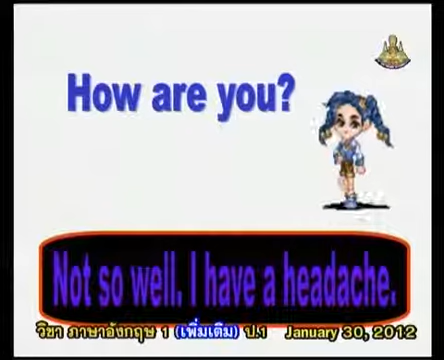 How are you?
Not so well. I have a headache.
วิชา ภาษาอังกฤษ 1 (เพิ่มเติม) ป.1 January 30, 2012